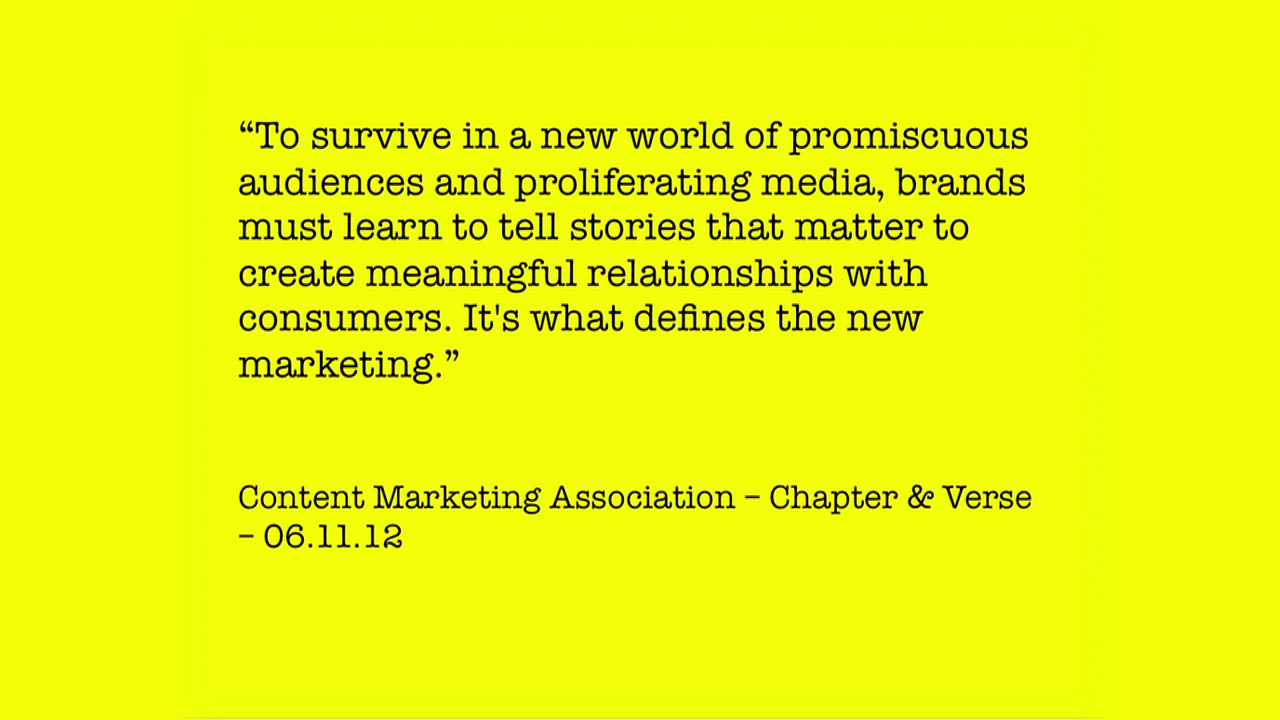 “To survive in a new world of promiscuous
audiences and proliferating media, brands
must learn to tell stories that matter to
create meaningful relationships with
consumers. It's what defines the new
marketing.”
Content Marketing Association – Chapter & Verse
– 06.11.12